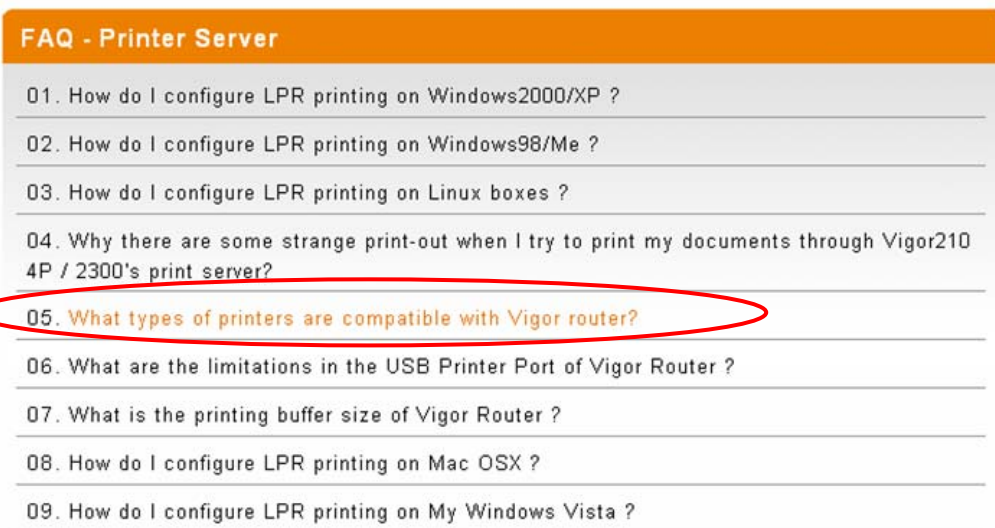 FAQ - Printer Server
01. How do I configure LPR printing on Windows2000/XP ?
02. How do I configure LPR printing on Windows98/Me ?
03. How do I configure LPR printing on Linux boxes ?
04. Why there are some strange print-out when I try to print my documents through Vigor210
4P / 2300's print server?
05. What types of printers are compatible with Vigor router?
06. What are the limitations in the USB Printer Port of Vigor Router ?
07. What is the printing buffer size of Vigor Router ?
08. How do I configure LPR printing on Mac OSX ?
09. How do I configure LPR printing on My Windows Vista ?